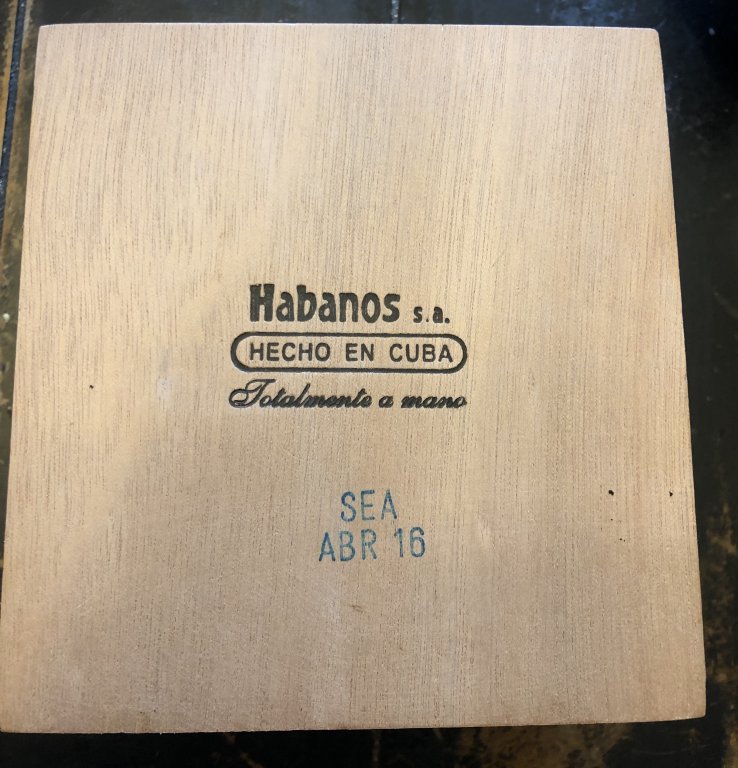 Habanos s.a.
HECHO EN CUBA
Totalmente a mano
SEA
ABR 16